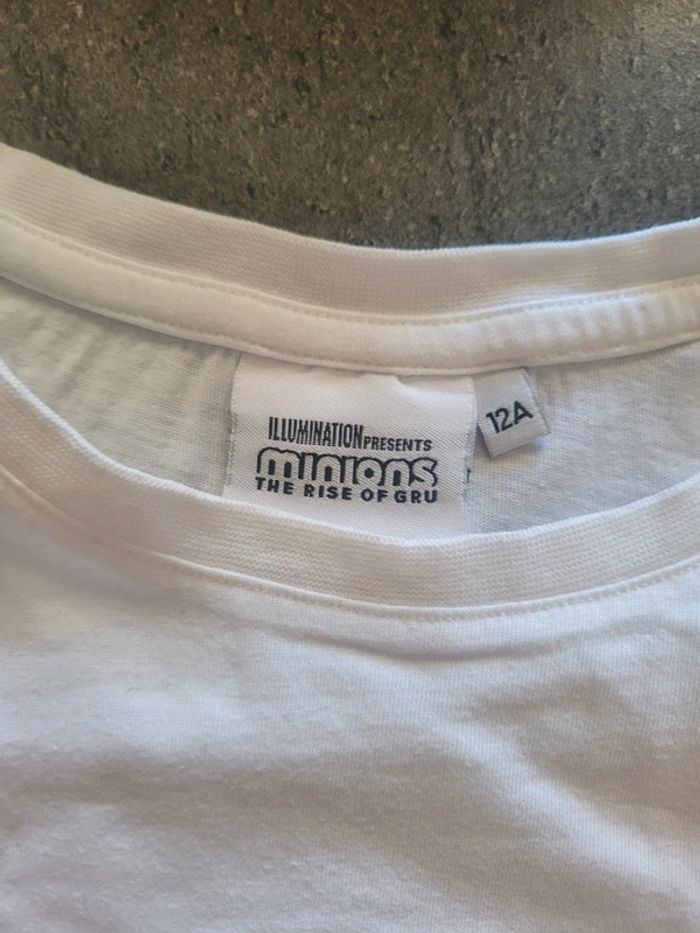 ILLUMINATION PRESENTS
minions
THE RISE OF GRU
12A